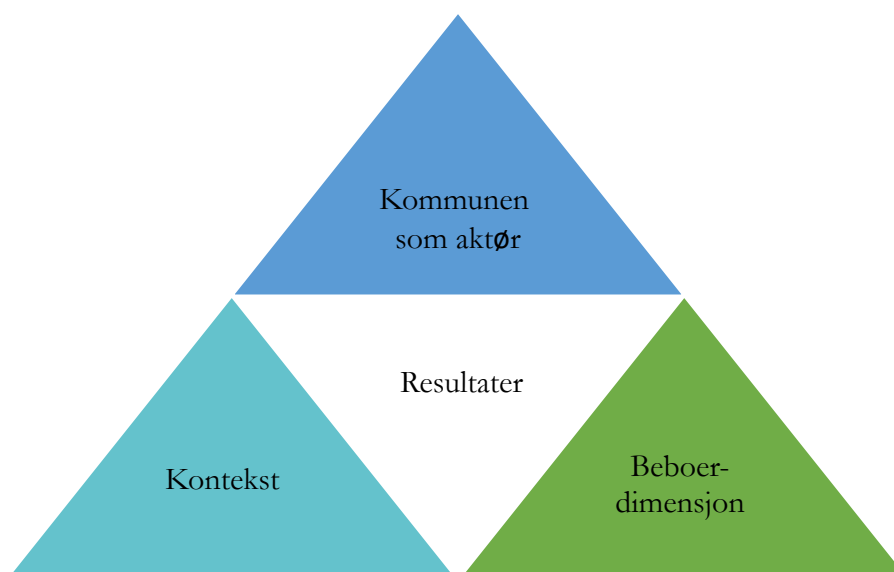 Kommunen
som aktør
Resultater
Kontekst
Beboer-
dimensjon